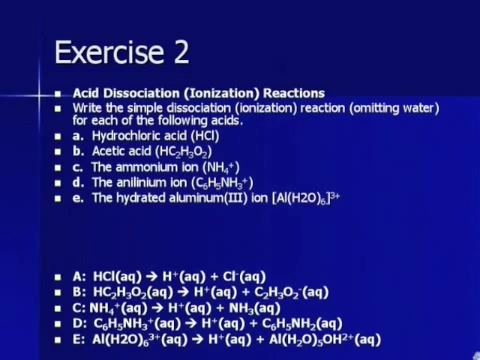 Exercise 2
Acid Dissociation (Ionization) Reactions
Write the simple dissociation (ionization) reaction (omitting water)
for each of the following acids.
a. Hydrochloric acid (HCl)
b. Acetic acid (HC₂H₃O₂)
c. The ammonium ion (NH₄⁺)
d. The anilinium ion (C₆H₅NH₃⁺)
e. The hydrated aluminum(III) ion [Al(H2O)₆]³⁺
A: HCl(aq) → H⁺(aq) + Cl⁻(aq)
B: HC₂H₃O₂(aq) → H⁺(aq) + C₂H₃O₂⁻(aq)
C: NH₄⁺(aq) → H⁺(aq) + NH₃(aq)
D: C₆H₅NH₃⁺(aq) → H⁺(aq) + C₆H₅NH₂(aq)
E: Al(H2O)₆³⁺(aq) → H⁺(aq) + Al(H₂O)₅OH²⁺(aq)